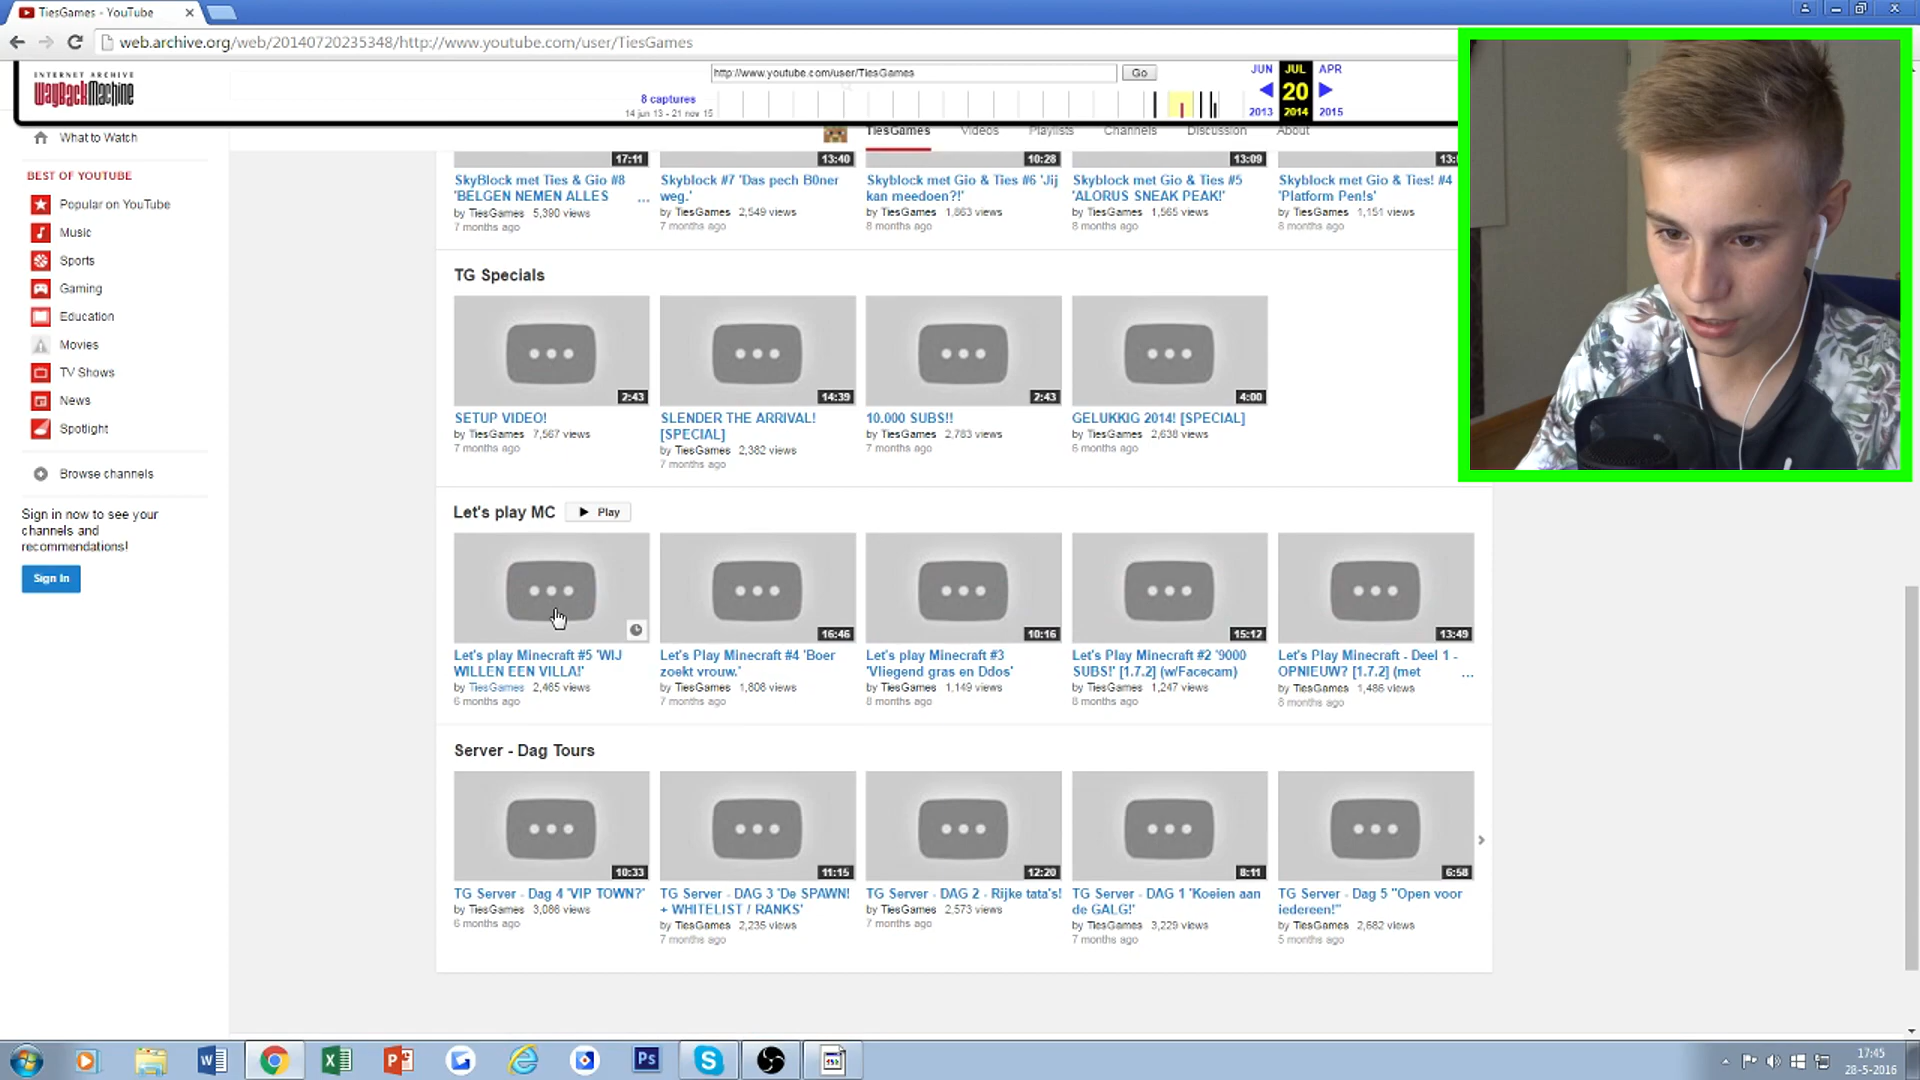 TiesGames - YouTube
web.archive.org/web/20140720235348/http://www.youtube.com/user/TiesGames
INTERNET ARCHIVE
WayBackMachine
http://www.youtube.com/user/TiesGames
Go
8 captures
14 jun 13 - 21 nov 15
JUN JUL APR
20
2013 2014 2015
TiesGames Videos Playlists Channels Discussion About
What to Watch
BEST OF YOUTUBE
Popular on YouTube
Music
Sports
Gaming
Education
Movies
TV Shows
News
Spotlight
Browse channels
Sign in now to see your
channels and
recommendations!
Sign In
17:11
SkyBlock met Ties & Gio #8
'BELGEN NEMEN ALLES ...
by TiesGames 5,390 views
7 months ago
13:40
Skyblock #7 'Das pech B0ner
weg.'
by TiesGames 2,549 views
7 months ago
10:28
Skyblock met Gio & Ties #6 'Jij
kan meedoen?!'
by TiesGames 1,863 views
8 months ago
13:09
Skyblock met Gio & Ties #5
'ALORUS SNEAK PEAK!'
by TiesGames 1,565 views
8 months ago
Skyblock met Gio & Ties! #4
'Platform Pen!s'
by TiesGames 1,151 views
8 months ago
TG Specials
2:43
SETUP VIDEO!
by TiesGames 7,567 views
7 months ago
14:39
SLENDER THE ARRIVAL!
[SPECIAL]
by TiesGames 2,382 views
7 months ago
2:43
10.000 SUBS!!
by TiesGames 2,783 views
7 months ago
4:00
GELUKKIG 2014! [SPECIAL]
by TiesGames 2,638 views
6 months ago
Let's play MC Play
Let's play Minecraft #5 'WIJ
WILLEN EEN VILLA!'
by TiesGames 2,465 views
6 months ago
16:46
Let's Play Minecraft #4 'Boer
zoekt vrouw.'
by TiesGames 1,808 views
7 months ago
10:16
Let's play Minecraft #3
'Vliegend gras en Ddos'
by TiesGames 1,149 views
8 months ago
15:12
Let's Play Minecraft #2 '9000
SUBS!' [1.7.2] (w/Facecam)
by TiesGames 1,247 views
8 months ago
13:49
Let's Play Minecraft - Deel 1 -
OPNIEUW? [1.7.2] (met ...
by TiesGames 1,486 views
8 months ago
Server - Dag Tours
10:33
TG Server - Dag 4 'VIP TOWN?'
by TiesGames 3,086 views
6 months ago
11:15
TG Server - DAG 3 'De SPAWN!
+ WHITELIST / RANKS'
by TiesGames 2,235 views
7 months ago
12:20
TG Server - DAG 2 - Rijke tata's!
by TiesGames 2,573 views
7 months ago
8:11
TG Server - DAG 1 'Koeien aan
de GALG!'
by TiesGames 3,229 views
7 months ago
6:58
TG Server - Dag 5 "Open voor
iedereen!"
by TiesGames 2,682 views
5 months ago
Ps
17:45
28-5-2016